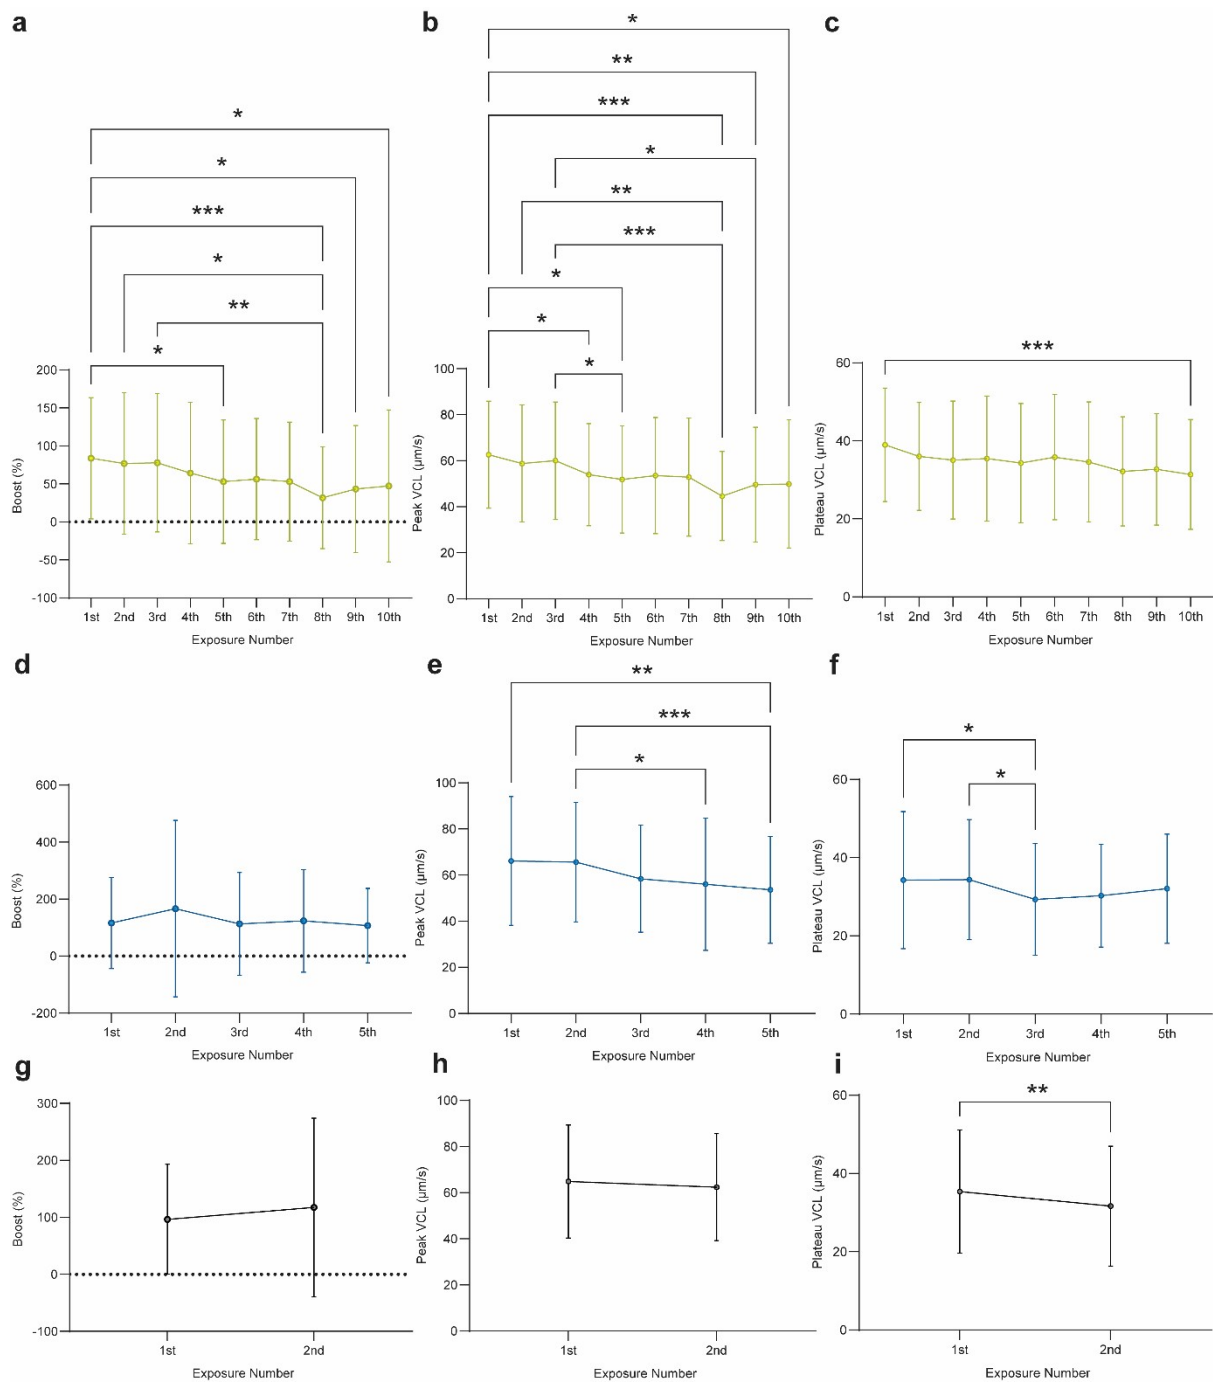 a
*
*
***
*
**
*
Boost (%)
200
150
100
50
0
-50
-100
1st 2nd 3rd 4th 5th 6th 7th 8th 9th 10th
Exposure Number
b
*
**
***
*
**
***
*
*
*
Peak VCL (µm/s)
100
80
60
40
20
0
1st 2nd 3rd 4th 5th 6th 7th 8th 9th 10th
Exposure Number
c
***
Plateau VCL (µm/s)
60
40
20
0
1st 2nd 3rd 4th 5th 6th 7th 8th 9th 10th
Exposure Number
d
Boost (%)
600
400
200
0
-200
1st 2nd 3rd 4th 5th
Exposure Number
e
**
***
*
Peak VCL (µm/s)
100
80
60
40
20
0
1st 2nd 3rd 4th 5th
Exposure Number
f
*
*
Plateau VCL (µm/s)
60
40
20
0
1st 2nd 3rd 4th 5th
Exposure Number
g
Boost (%)
300
200
100
0
-100
1st 2nd
Exposure Number
h
Peak VCL (µm/s)
100
80
60
40
20
0
1st 2nd
Exposure Number
i
**
Plateau VCL (µm/s)
60
40
20
0
1st 2nd
Exposure Number